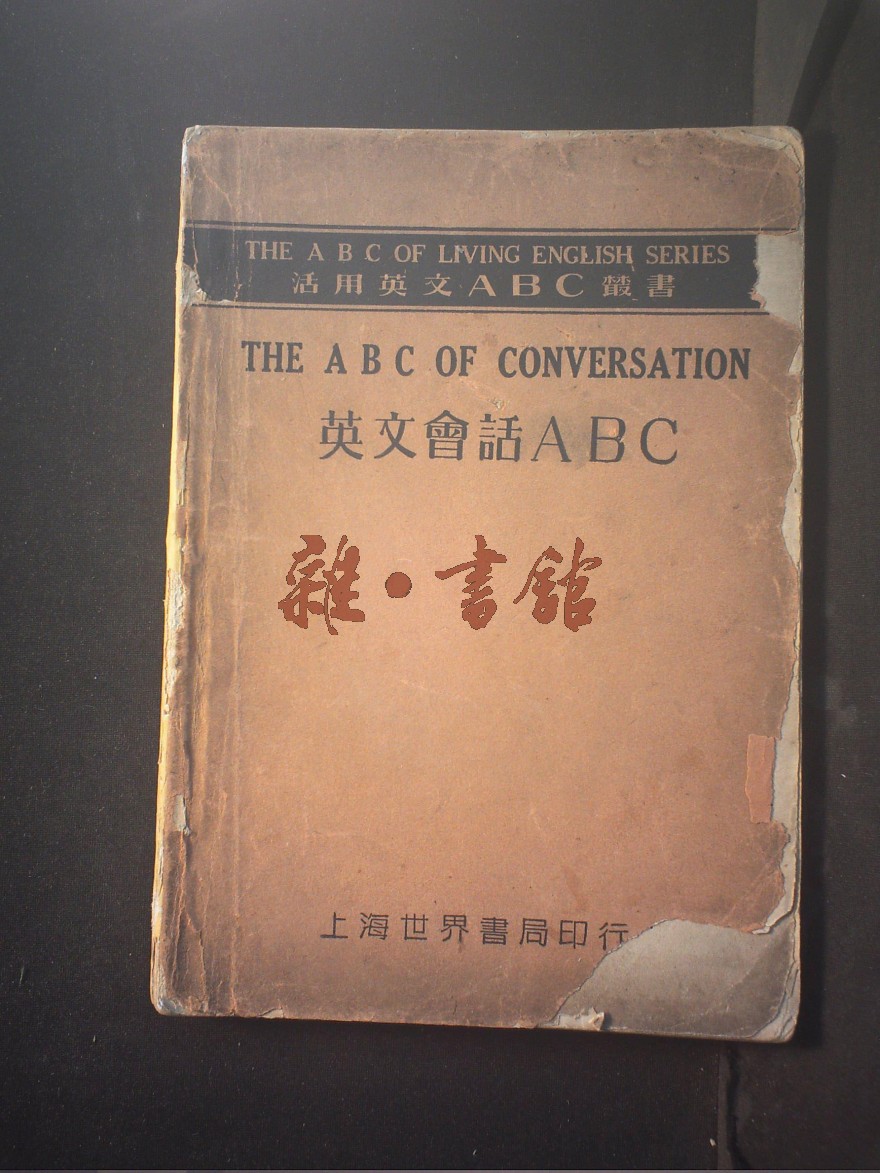 THE A B C OF LIVING ENGLISH SERIES
活用英文ABC叢書
THE A B C OF CONVERSATION
英文會話ABC
雜·書館
上海世界書局印行